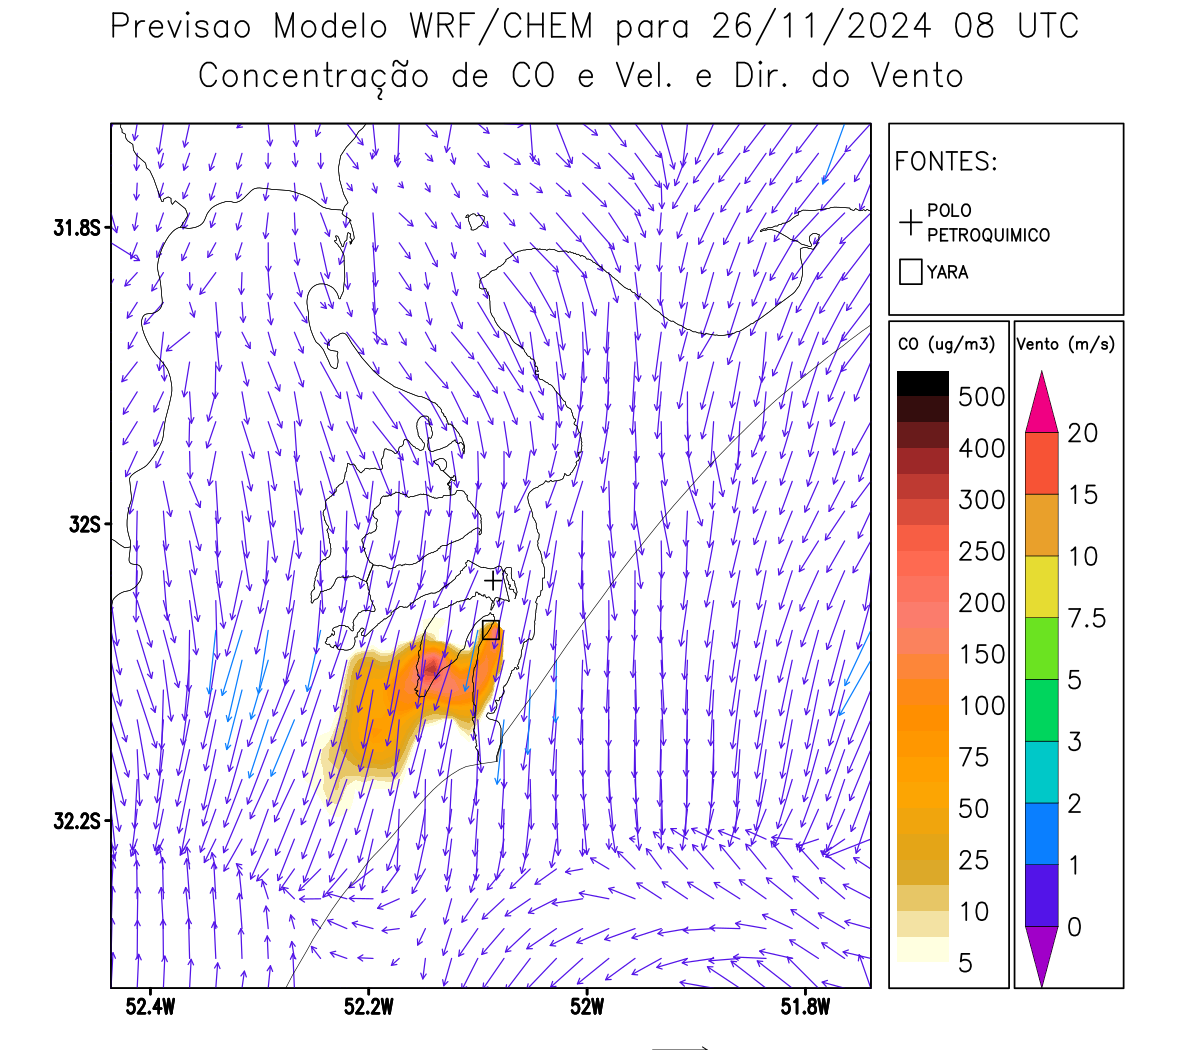 Previsao Modelo WRF/CHEM para 26/11/2024 08 UTC
Concentração de CO e Vel. e Dir. do Vento
FONTES:
POLO
PETROQUIMICO
YARA
CO (ug/m3)
500
400
300
250
200
150
100
75
50
25
10
5
Vento (m/s)
20
15
10
7.5
5
3
2
1
0
31.8S
32S
32.2S
52.4W
52.2W
52W
51.8W